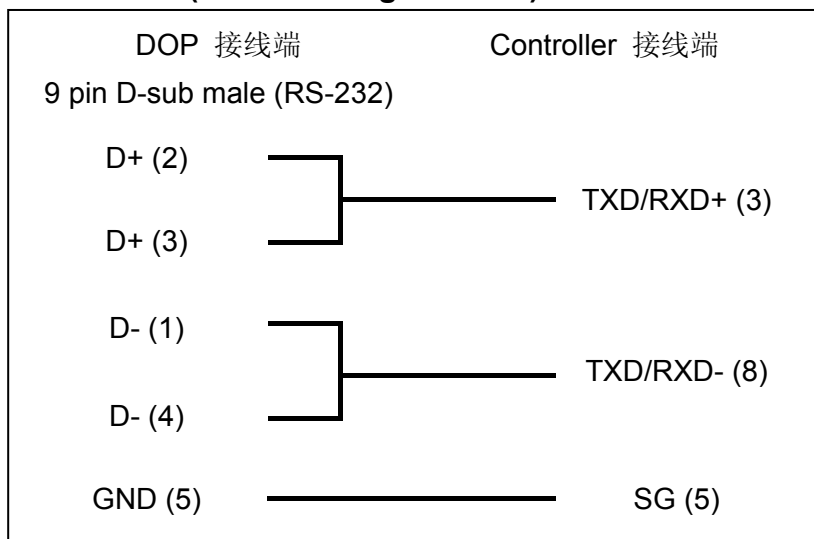 DOP 接线端 Controller 接线端
9 pin D-sub male (RS-232)
D+ (2)
TXD/RXD+ (3)
D+ (3)
D- (1)
TXD/RXD- (8)
D- (4)
GND (5) SG (5)